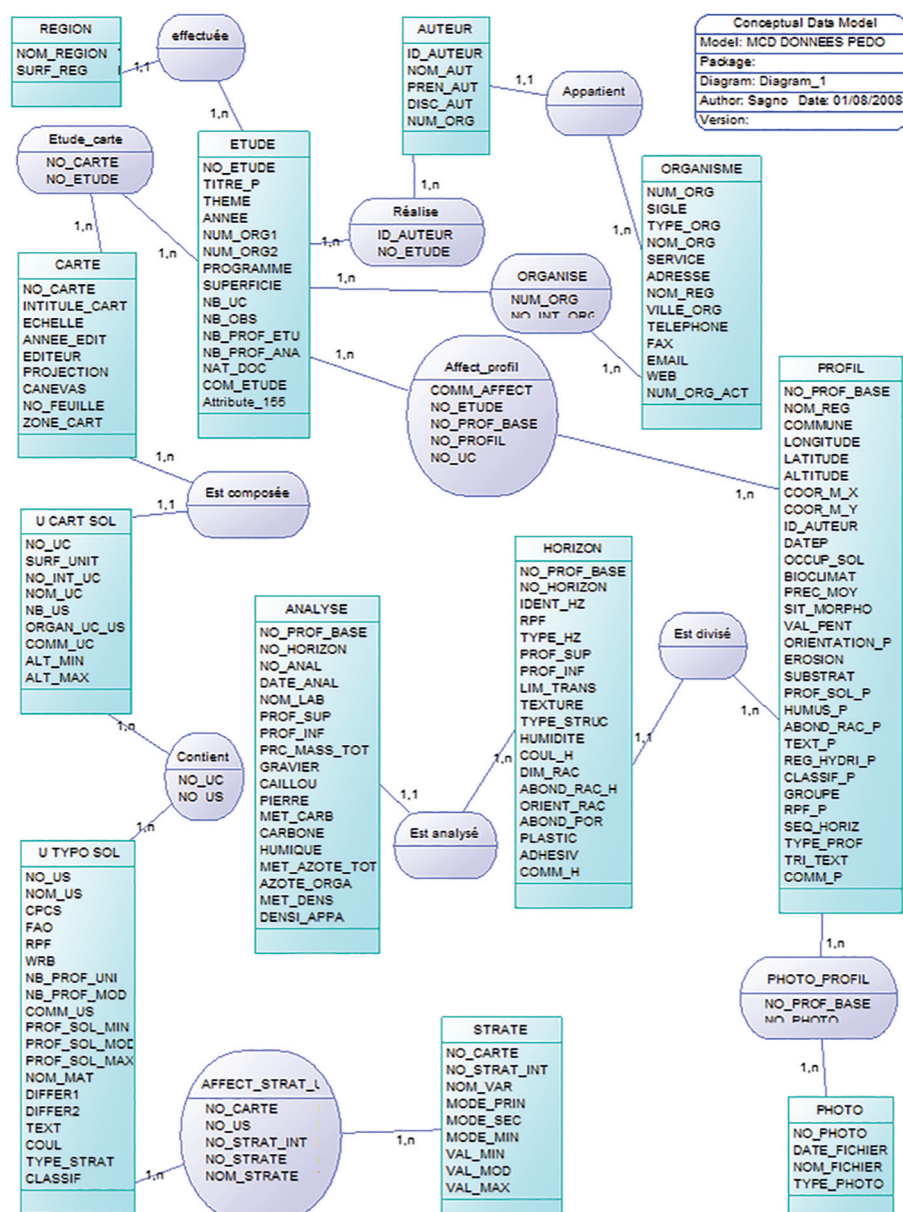 REGION
NOM_REGION
SURF_REG
1,1
effectuée
1,n
AUTEUR
ID_AUTEUR
NOM_AUT
PREN_AUT
DISC_AUT
NUM_ORG
1,1
Appartient
1,n
Conceptual Data Model
Model: MCD DONNEES PEDO
Package:
Diagram: Diagram_1
Author: Sagno Date: 01/08/2008
Version:
Etude_carte
NO_CARTE
NO_ETUDE
1,n
1,n
ETUDE
NO_ETUDE
TITRE_P
THEME
ANNEE
NUM_ORG1
NUM_ORG2
PROGRAMME
SUPERFICIE
NB_UC
NB_OBS
NB_PROF_ETU
NB_PROF_ANA
NAT_DOC
COM_ETUDE
Attribute_155
1,n
Réalise
ID_AUTEUR
NO_ETUDE
1,n
ORGANISME
NUM_ORG
SIGLE
TYPE_ORG
NOM_ORG
SERVICE
ADRESSE
NOM_REG
VILLE_ORG
TELEPHONE
FAX
EMAIL
WEB
NUM_ORG_ACT
1,n
ORGANISE
NUM_ORG
NO_INT_ORG
1,n
CARTE
NO_CARTE
INTITULE_CART
ECHELLE
ANNEE_EDIT
EDITEUR
PROJECTION
CANEVAS
NO_FEUILLE
ZONE_CART
1,n
Affect_profil
COMM_AFFECT
NO_ETUDE
NO_PROF_BASE
NO_PROFIL
NO_UC
1,n
1,n
PROFIL
NO_PROF_BASE
NOM_REG
COMMUNE
LONGITUDE
LATITUDE
ALTITUDE
COOR_M_X
COOR_M_Y
ID_AUTEUR
DATEP
OCCUP_SOL
BIOCLIMAT
PREC_MOY
SIT_MORPHO
VAL_PENT
ORIENTATION_P
EROSION
SUBSTRAT
PROF_SOL_P
HUMUS_P
ABOND_RAC_P
TEXT_P
REG_HYDRI_P
CLASSIF_P
GROUPE
RPF_P
SEQ_HORIZ
TYPE_PROF
TRI_TEXT
COMM_P
1,n
Est composée
1,1
U CART SOL
NO_UC
SURF_UNIT
NO_INT_UC
NOM_UC
NB_US
ORGAN_UC_US
COMM_UC
ALT_MIN
ALT_MAX
1,n
Contient
NO_UC
NO_US
1,n
ANALYSE
NO_PROF_BASE
NO_HORIZON
NO_ANAL
DATE_ANAL
NOM_LAB
PROF_SUP
PROF_INF
PRC_MASS_TOT
GRAVIER
CAILLOU
PIERRE
MET_CARB
CARBONE
HUMIQUE
MET_AZOTE_TOT
AZOTE_ORGA
MET_DENS
DENSI_APPA
1,1
Est analysé
1,n
HORIZON
NO_PROF_BASE
NO_HORIZON
IDENT_HZ
RPF
TYPE_HZ
PROF_SUP
PROF_INF
LIM_TRANS
TEXTURE
TYPE_STRUC
HUMIDITE
COUL_H
DIM_RAC
ABOND_RAC_H
ORIENT_RAC
ABOND_POR
PLASTIC
ADHESIV
COMM_H
1,1
Est divisé
1,n
U TYPO SOL
NO_US
NOM_US
CPCS
FAO
RPF
WRB
NB_PROF_UNI
NB_PROF_MOD
COMM_US
PROF_SOL_MIN
PROF_SOL_MOD
PROF_SOL_MAX
NOM_MAT
DIFFER1
DIFFER2
TEXT
COUL
TYPE_STRAT
CLASSIF
1,n
AFFECT_STRAT_U
NO_CARTE
NO_US
NO_STRAT_INT
NO_STRATE
NOM_STRATE
1,n
STRATE
NO_CARTE
NO_STRAT_INT
NOM_VAR
MODE_PRIN
MODE_SEC
MODE_MIN
VAL_MIN
VAL_MOD
VAL_MAX
1,n
PHOTO_PROFIL
NO_PROF_BASE
NO_PHOTO
1,n
PHOTO
NO_PHOTO
DATE_FICHIER
NOM_FICHIER
TYPE_PHOTO